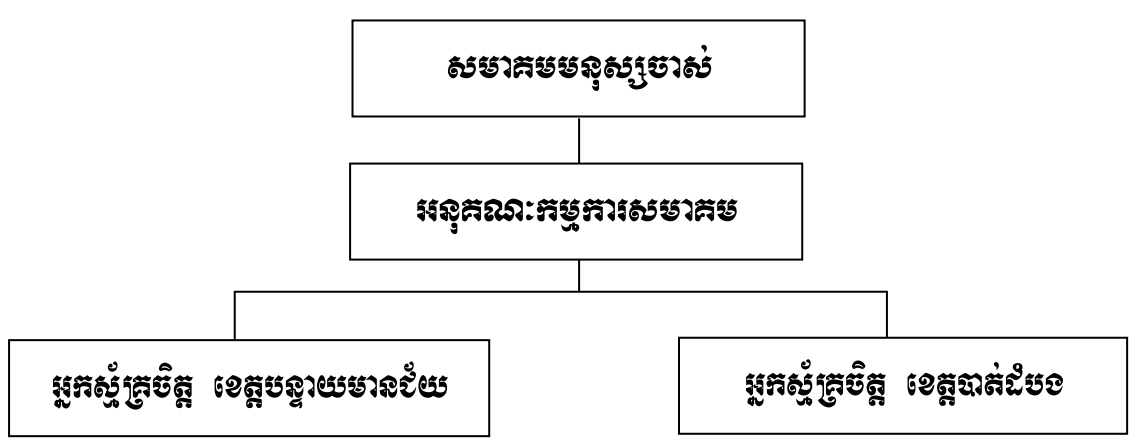 សមាគមមនុស្សចាស់
អនុគណៈកម្មការសមាគម
អ្នកស្ម័គ្រចិត្ត ខេត្តបន្ទាយមានជ័យ
អ្នកស្ម័គ្រចិត្ត ខេត្តបាត់ដំបង